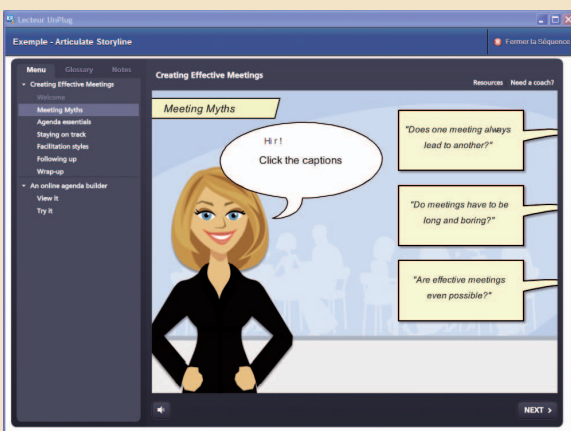 Lecteur UnPlug
Exemple - Articulate Storyline
Fermer la Séquence
Menu Glossary Notes
Creating Effective Meetings
Resources Need a coach?
Creating Effective Meetings
Welcome
Meeting Myths
Agenda essentials
Staying on track
Facilitation styles
Following up
Wrap-up
An online agenda builder
View it
Try it
Meeting Myths
Click the captions
"Does one meeting always
lead to another?"
"Do meetings have to be
long and boring?"
"Are effective meetings
even possible?"
NEXT >